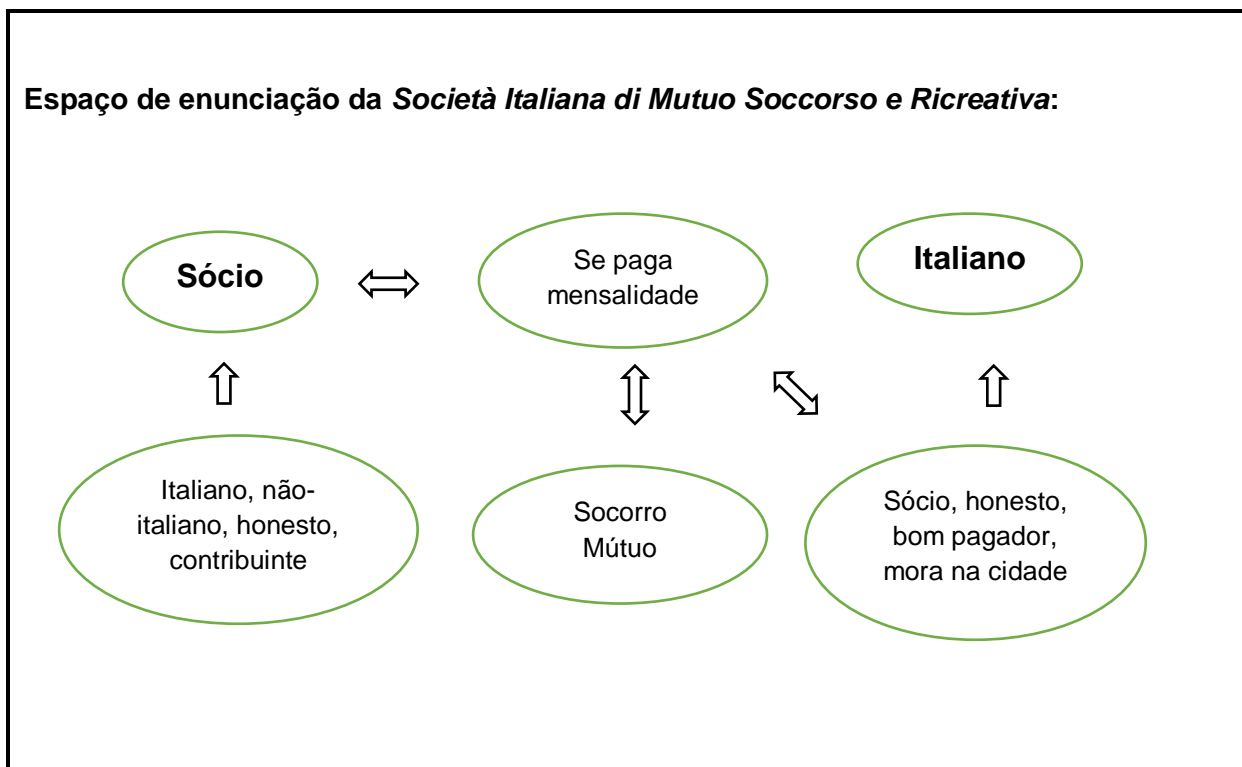 Espaço de enunciação da Società Italiana di Mutuo Soccorso e Ricreativa:
Sócio
Se paga
mensalidade
Italiano
Italiano, não-
italiano, honesto,
contribuinte
Socorro
Mútuo
Sócio, honesto,
bom pagador,
mora na cidade